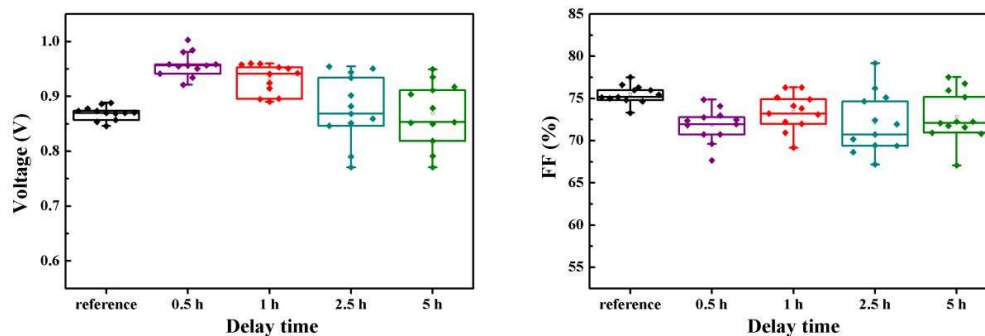 Voltage (V)
1.0
0.9
0.8
0.7
0.6
reference
0.5 h
1 h
2.5 h
5 h
Delay time
FF (%)
85
80
75
70
65
60
55
reference
0.5 h
1 h
2.5 h
5 h
Delay time